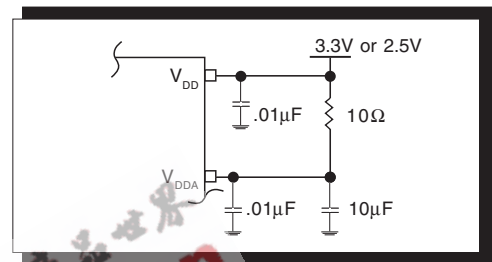 3.3V or 2.5V
VDD
.01µF
10Ω
VDDA
.01µF
10µF